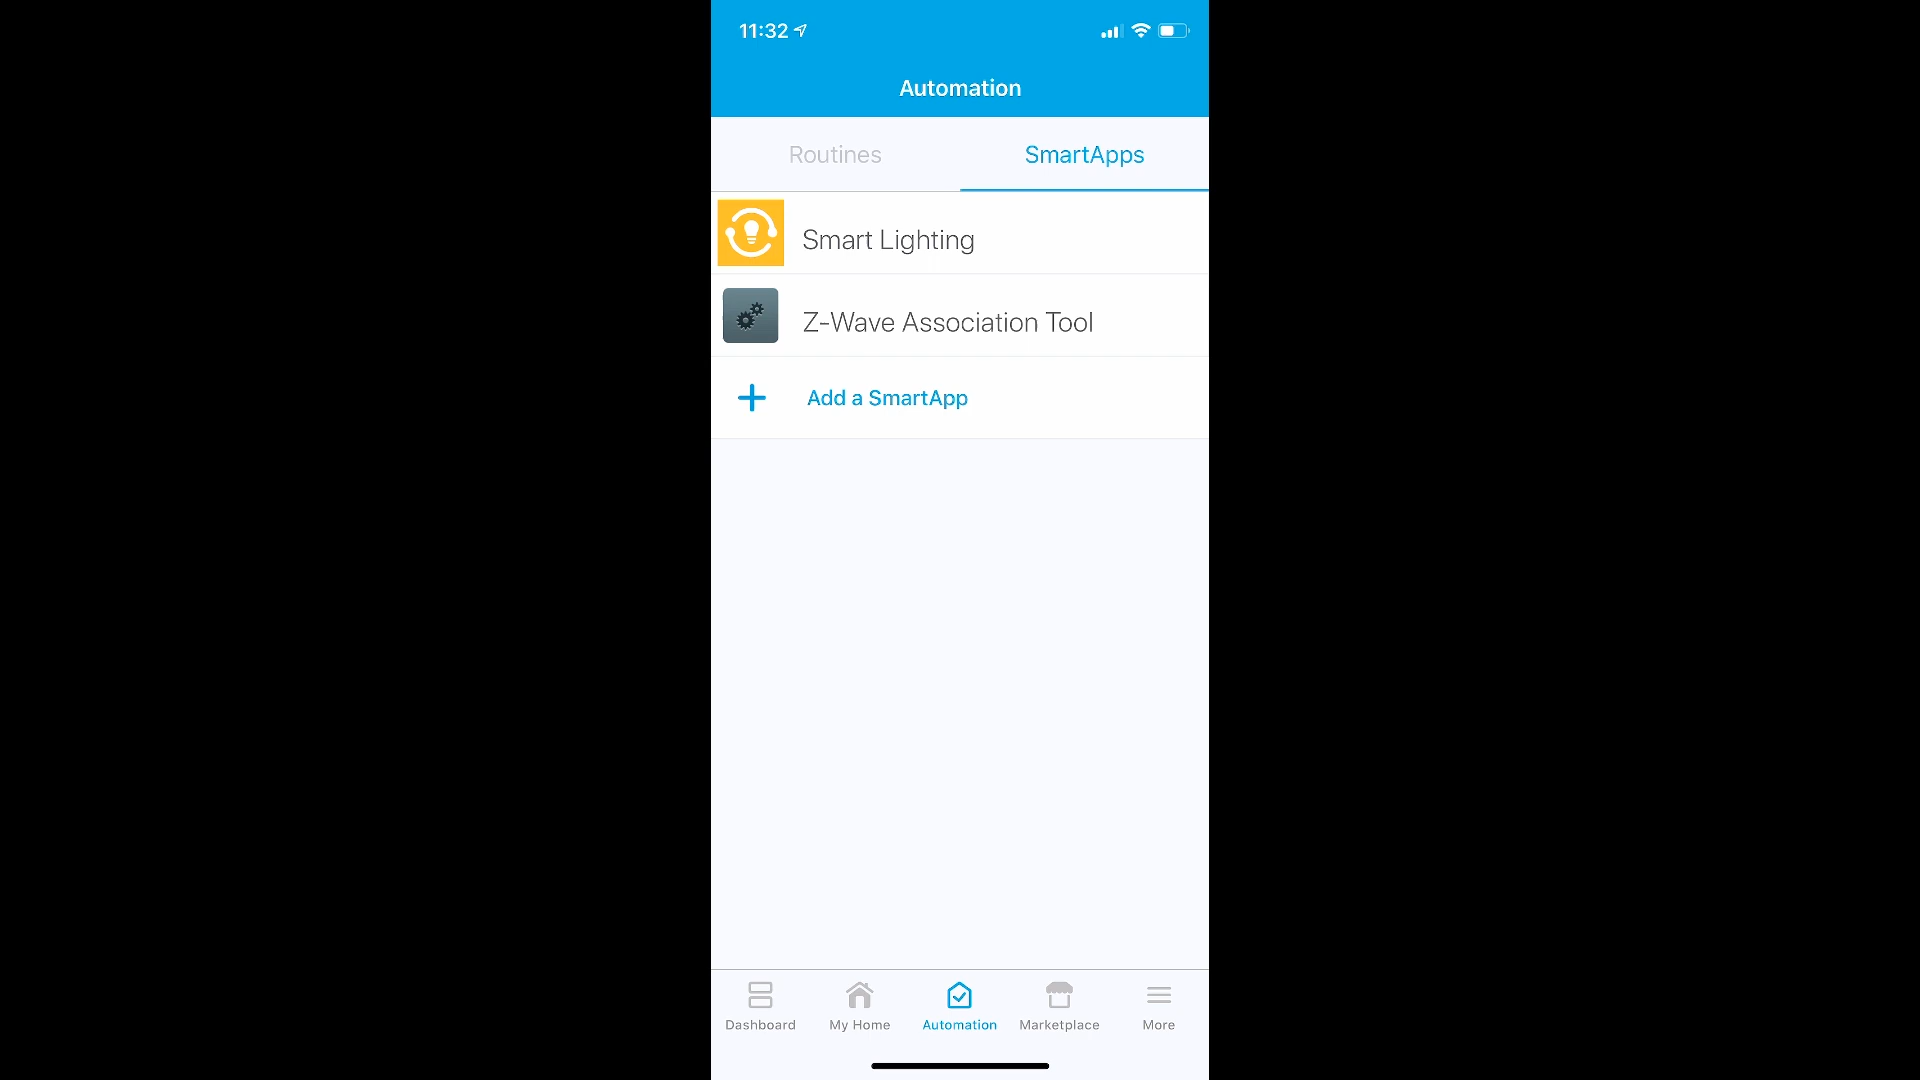 11:32
Automation
Routines
SmartApps
Smart Lighting
Z-Wave Association Tool
Add a SmartApp
Dashboard
My Home
Automation
Marketplace
More